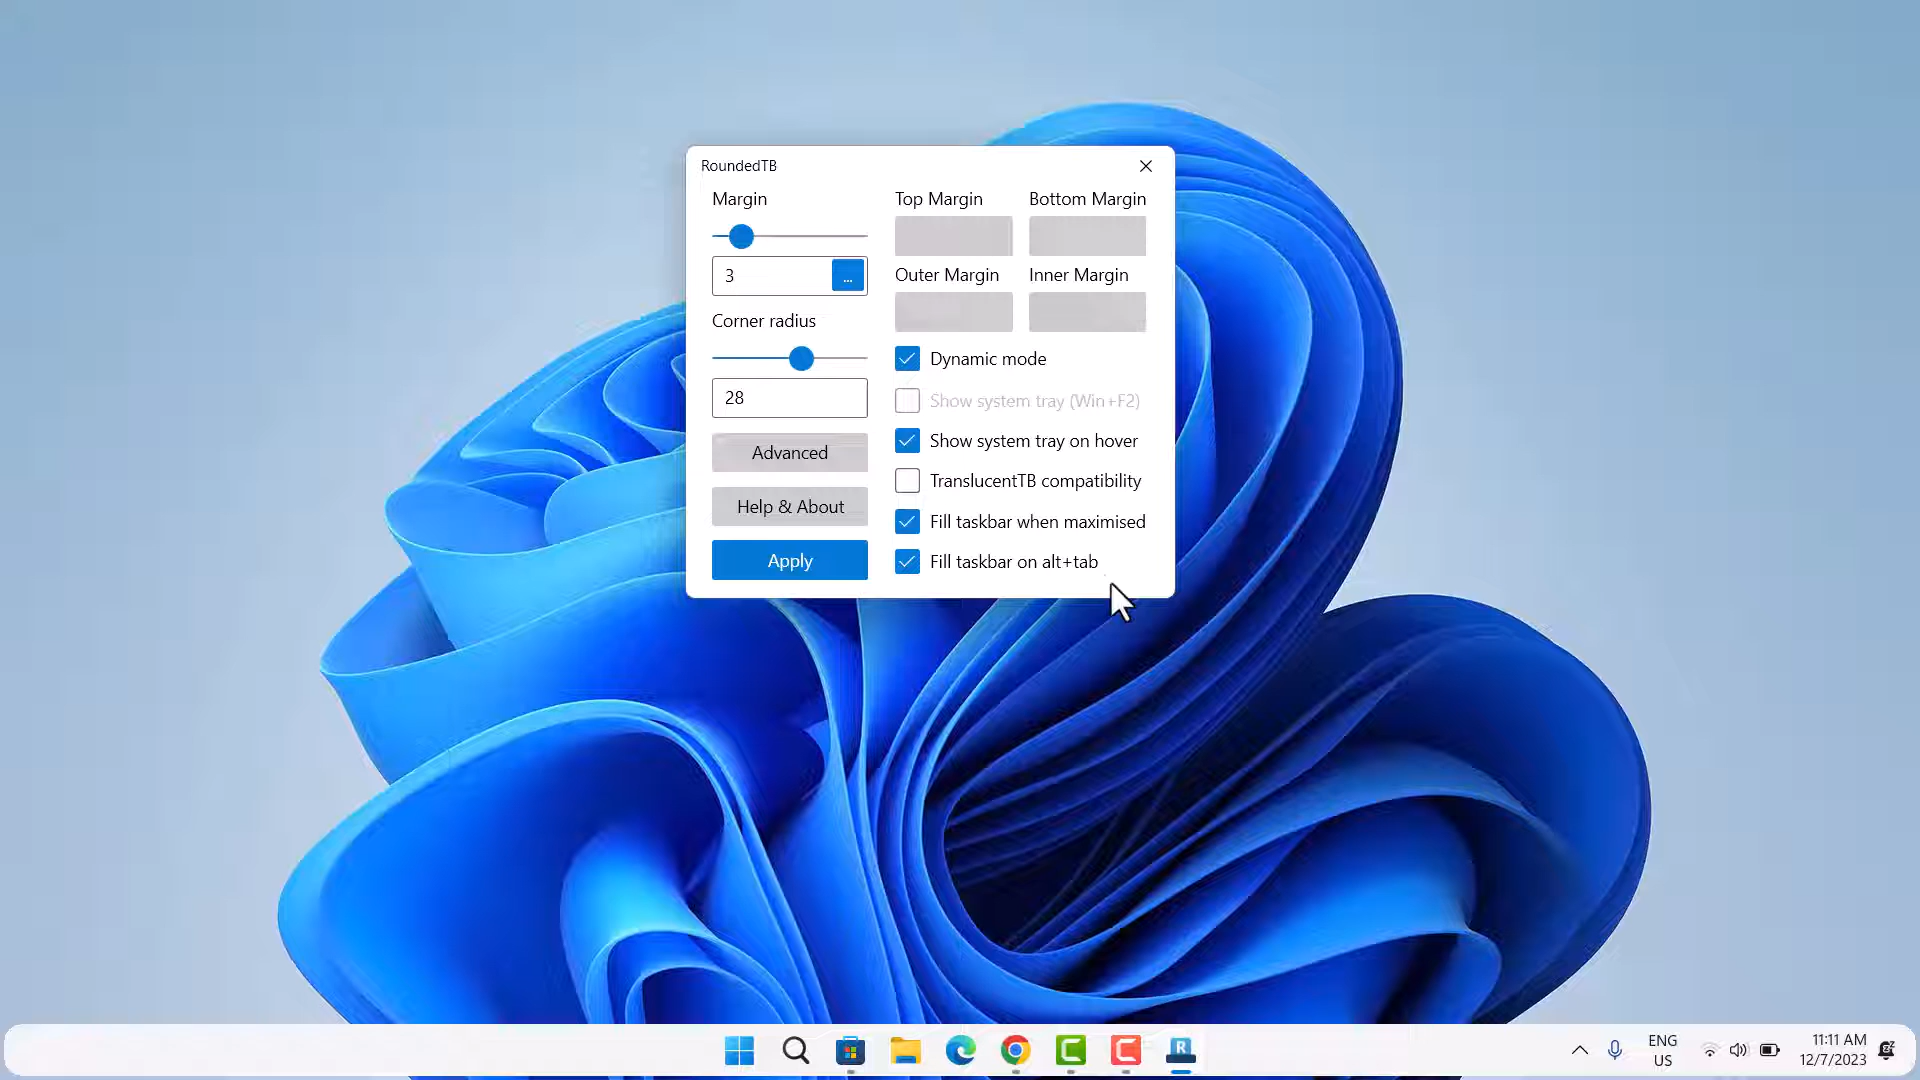 RoundedTB
Margin
3
...
Corner radius
28
Advanced
Help & About
Apply
Top Margin
Bottom Margin
Outer Margin
Inner Margin
Dynamic mode
Show system tray (Win+F2)
Show system tray on hover
TranslucentTB compatibility
Fill taskbar when maximised
Fill taskbar on alt+tab
R
ENG
US
11:11 AM
12/7/2023